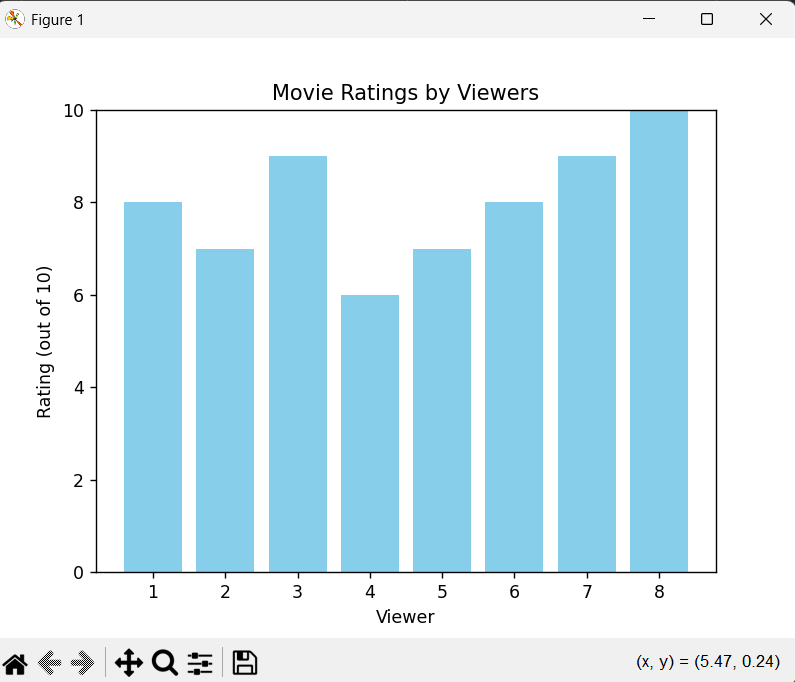 Figure 1
Movie Ratings by Viewers
10
8
6
4
2
0
Rating (out of 10)
1 2 3 4 5 6 7 8
Viewer
(x, y) = (5.47, 0.24)